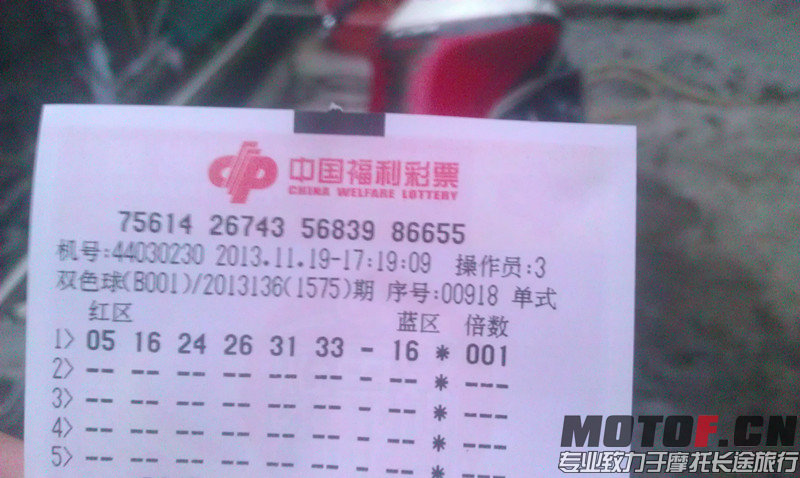 中国福利彩票
CHINA WELFARE LOTTERY
75614 26743 56839 86655
机号:44030230 2013.11.19-17:19:09 操作员:3
双色球(B001)/2013136(1575)期 序号:00918 单式
红区 蓝区 倍数
1> 05 16 24 26 31 33 - 16 * 001
2> -- -- -- -- -- -- - -- * ---
3> -- -- -- -- -- -- - -- * ---
4> -- -- -- -- -- -- - -- * ---
5> -- -- -- -- -- -- - -- * ---
MOTOF.CN
专业致力于摩托长途旅行